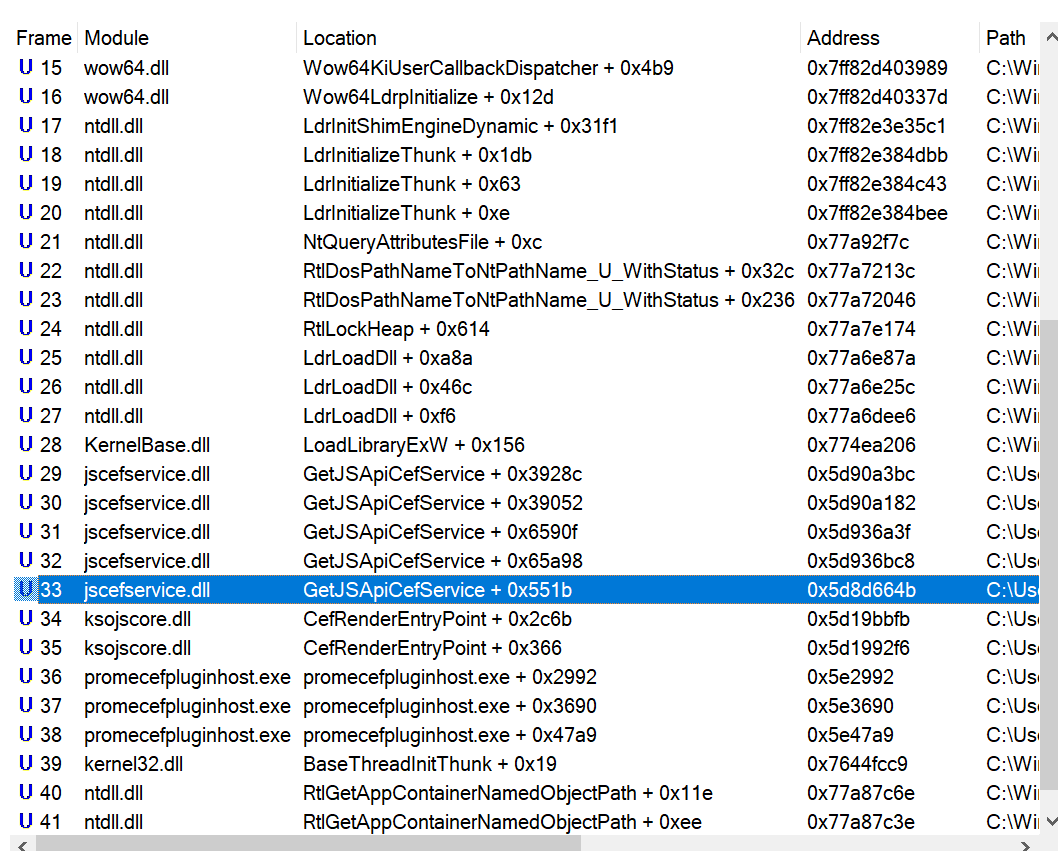 Frame Module Location Address Path
U 15 wow64.dll Wow64KiUserCallbackDispatcher + 0x4b9 0x7ff82d403989 C:\Wi
U 16 wow64.dll Wow64LdrpInitialize + 0x12d 0x7ff82d40337d C:\Wi
U 17 ntdll.dll LdrInitShimEngineDynamic + 0x31f1 0x7ff82e3e35c1 C:\Wi
U 18 ntdll.dll LdrInitializeThunk + 0x1db 0x7ff82e384dbb C:\Wi
U 19 ntdll.dll LdrInitializeThunk + 0x63 0x7ff82e384c43 C:\Wi
U 20 ntdll.dll LdrInitializeThunk + 0xe 0x7ff82e384bee C:\Wi
U 21 ntdll.dll NtQueryAttributesFile + 0xc 0x77a92f7c C:\Wi
U 22 ntdll.dll RtlDosPathNameToNtPathName_U_WithStatus + 0x32c 0x77a7213c C:\Wi
U 23 ntdll.dll RtlDosPathNameToNtPathName_U_WithStatus + 0x236 0x77a72046 C:\Wi
U 24 ntdll.dll RtlLockHeap + 0x614 0x77a7e174 C:\Wi
U 25 ntdll.dll LdrLoadDll + 0xa8a 0x77a6e87a C:\Wi
U 26 ntdll.dll LdrLoadDll + 0x46c 0x77a6e25c C:\Wi
U 27 ntdll.dll LdrLoadDll + 0xf6 0x77a6dee6 C:\Wi
U 28 KernelBase.dll LoadLibraryExW + 0x156 0x774ea206 C:\Wi
U 29 jscefservice.dll GetJSApiCefService + 0x3928c 0x5d90a3bc C:\Us
U 30 jscefservice.dll GetJSApiCefService + 0x39052 0x5d90a182 C:\Us
U 31 jscefservice.dll GetJSApiCefService + 0x6590f 0x5d936a3f C:\Us
U 32 jscefservice.dll GetJSApiCefService + 0x65a98 0x5d936bc8 C:\Us
U 33 jscefservice.dll GetJSApiCefService + 0x551b 0x5d8d664b C:\Us
U 34 ksojscore.dll CefRenderEntryPoint + 0x2c6b 0x5d19bbfb C:\Us
U 35 ksojscore.dll CefRenderEntryPoint + 0x366 0x5d1992f6 C:\Us
U 36 promecefpluginhost.exe promecefpluginhost.exe + 0x2992 0x5e2992 C:\Us
U 37 promecefpluginhost.exe promecefpluginhost.exe + 0x3690 0x5e3690 C:\Us
U 38 promecefpluginhost.exe promecefpluginhost.exe + 0x47a9 0x5e47a9 C:\Us
U 39 kernel32.dll BaseThreadInitThunk + 0x19 0x7644fcc9 C:\Wi
U 40 ntdll.dll RtlGetAppContainerNamedObjectPath + 0x11e 0x77a87c6e C:\Wi
U 41 ntdll.dll RtlGetAppContainerNamedObjectPath + 0xee 0x77a87c3e C:\Wi